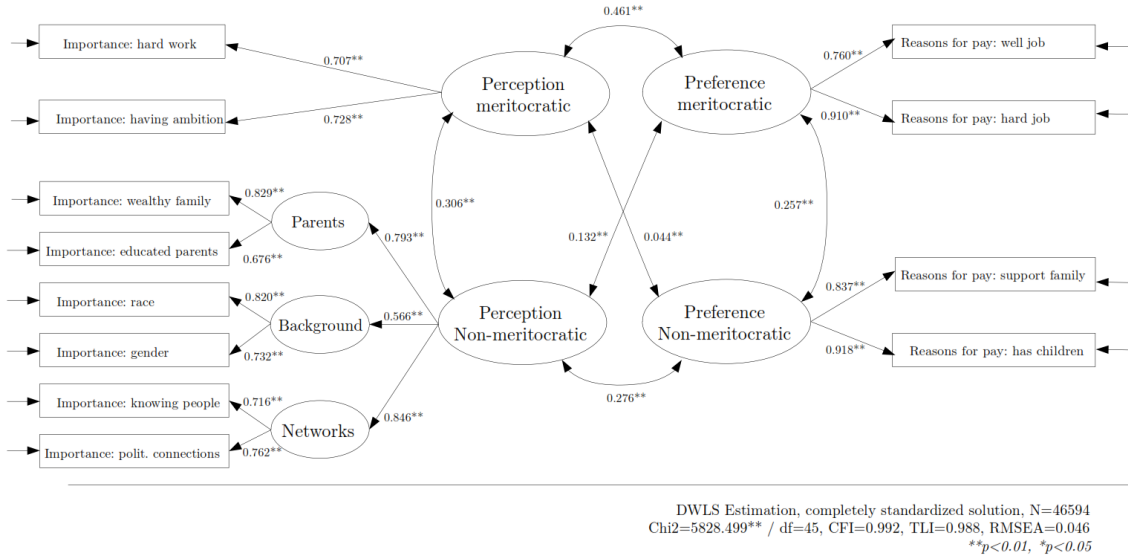 0.461**
Importance: hard work
Reasons for pay: well job
0.707**
0.760**
Perception
meritocratic
Preference
meritocratic
Importance: having ambition
0.728**
0.910**
Reasons for pay: hard job
0.829**
Importance: wealthy family
Parents
0.306**
0.257**
0.793**
0.132**
0.044**
Importance: educated parents
0.676**
Reasons for pay: support family
0.837**
Importance: race
0.820**
Background
0.566**
Perception
Non-meritocratic
Preference
Non-meritocratic
Importance: gender
0.732**
0.918**
Reasons for pay: has children
0.276**
Importance: knowing people
0.716**
0.846**
Networks
Importance: polit. connections
0.762**
DWLS Estimation, completely standardized solution, N=46594
Chi2=5828.499** / df=45, CFI=0.992, TLI=0.988, RMSEA=0.046
**p<0.01, *p<0.05